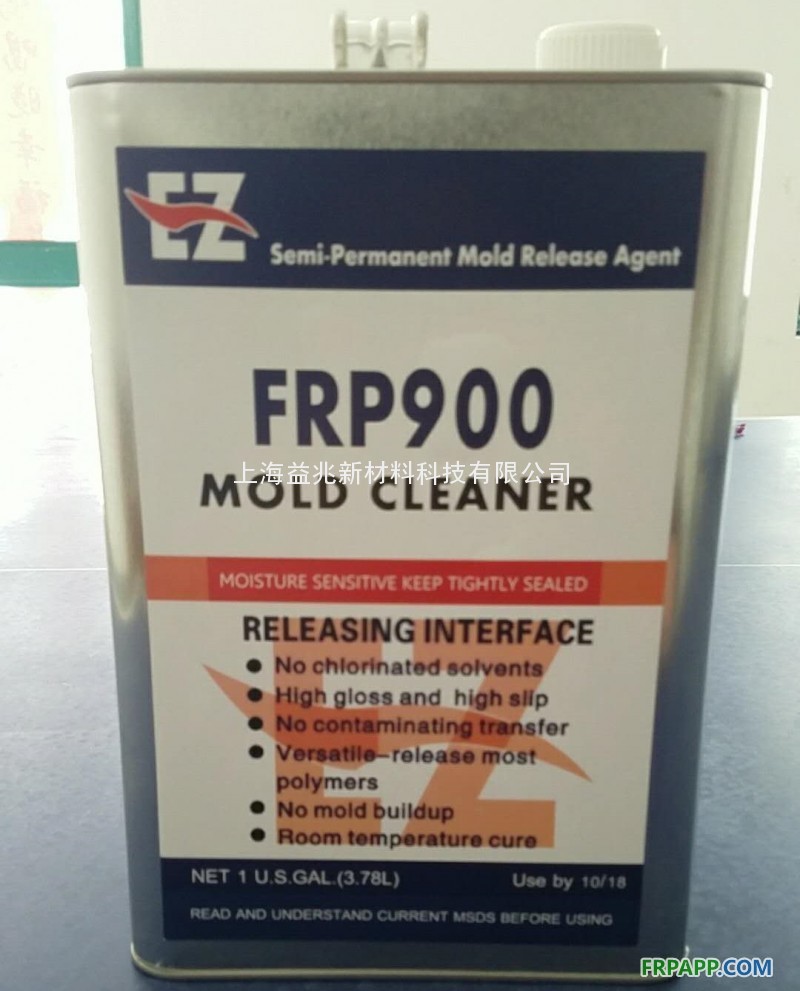 EZ
Semi-Permanent Mold Release Agent
FRP900
上海益兆新材料科技有限公司
MOLD CLEANER
MOISTURE SENSITIVE KEEP TIGHTLY SEALED
RELEASING INTERFACE
● No chlorinated solvents
● High gloss and high slip
● No contaminating transfer
● Versatile-release most
polymers
● No mold buildup
● Room temperature cure
NET 1 U.S.GAL.(3.78L)
Use by 10/18
READ AND UNDERSTAND CURRENT MSDS BEFORE USING
FRPAPP.COM